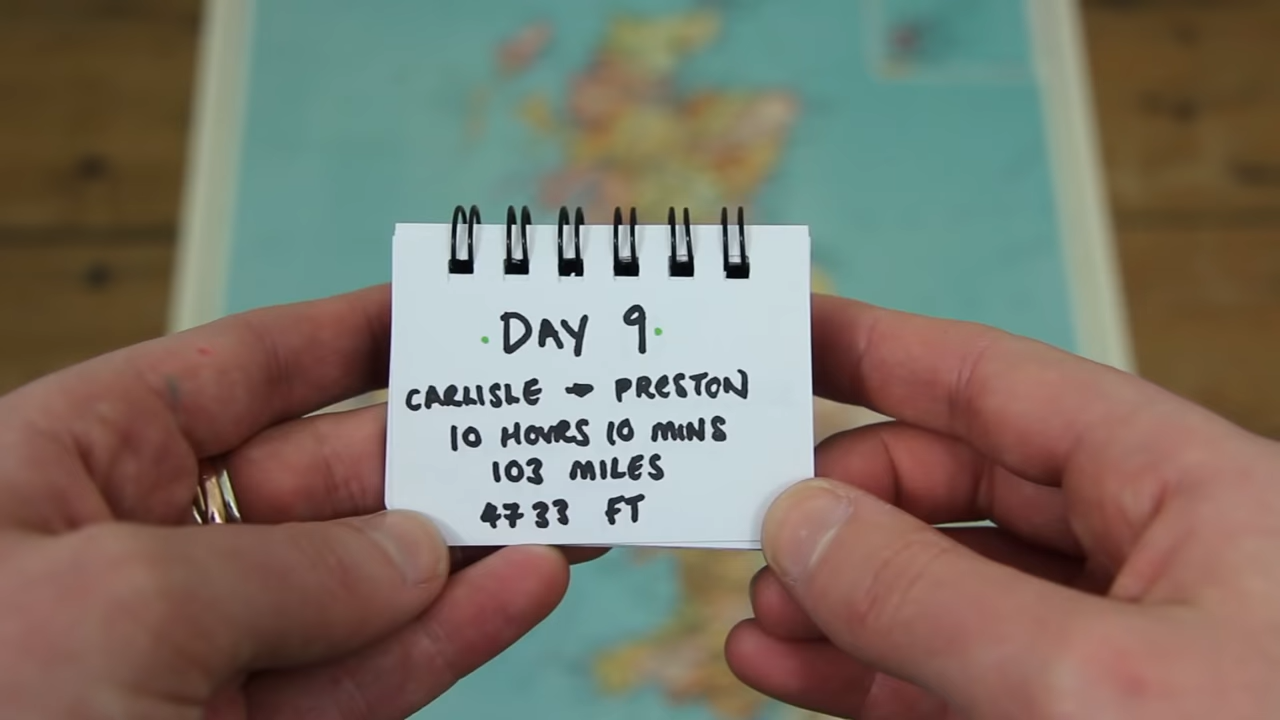 DAY 9
CARLISLE → PRESTON
10 HOURS 10 MINS
103 MILES
4733 FT